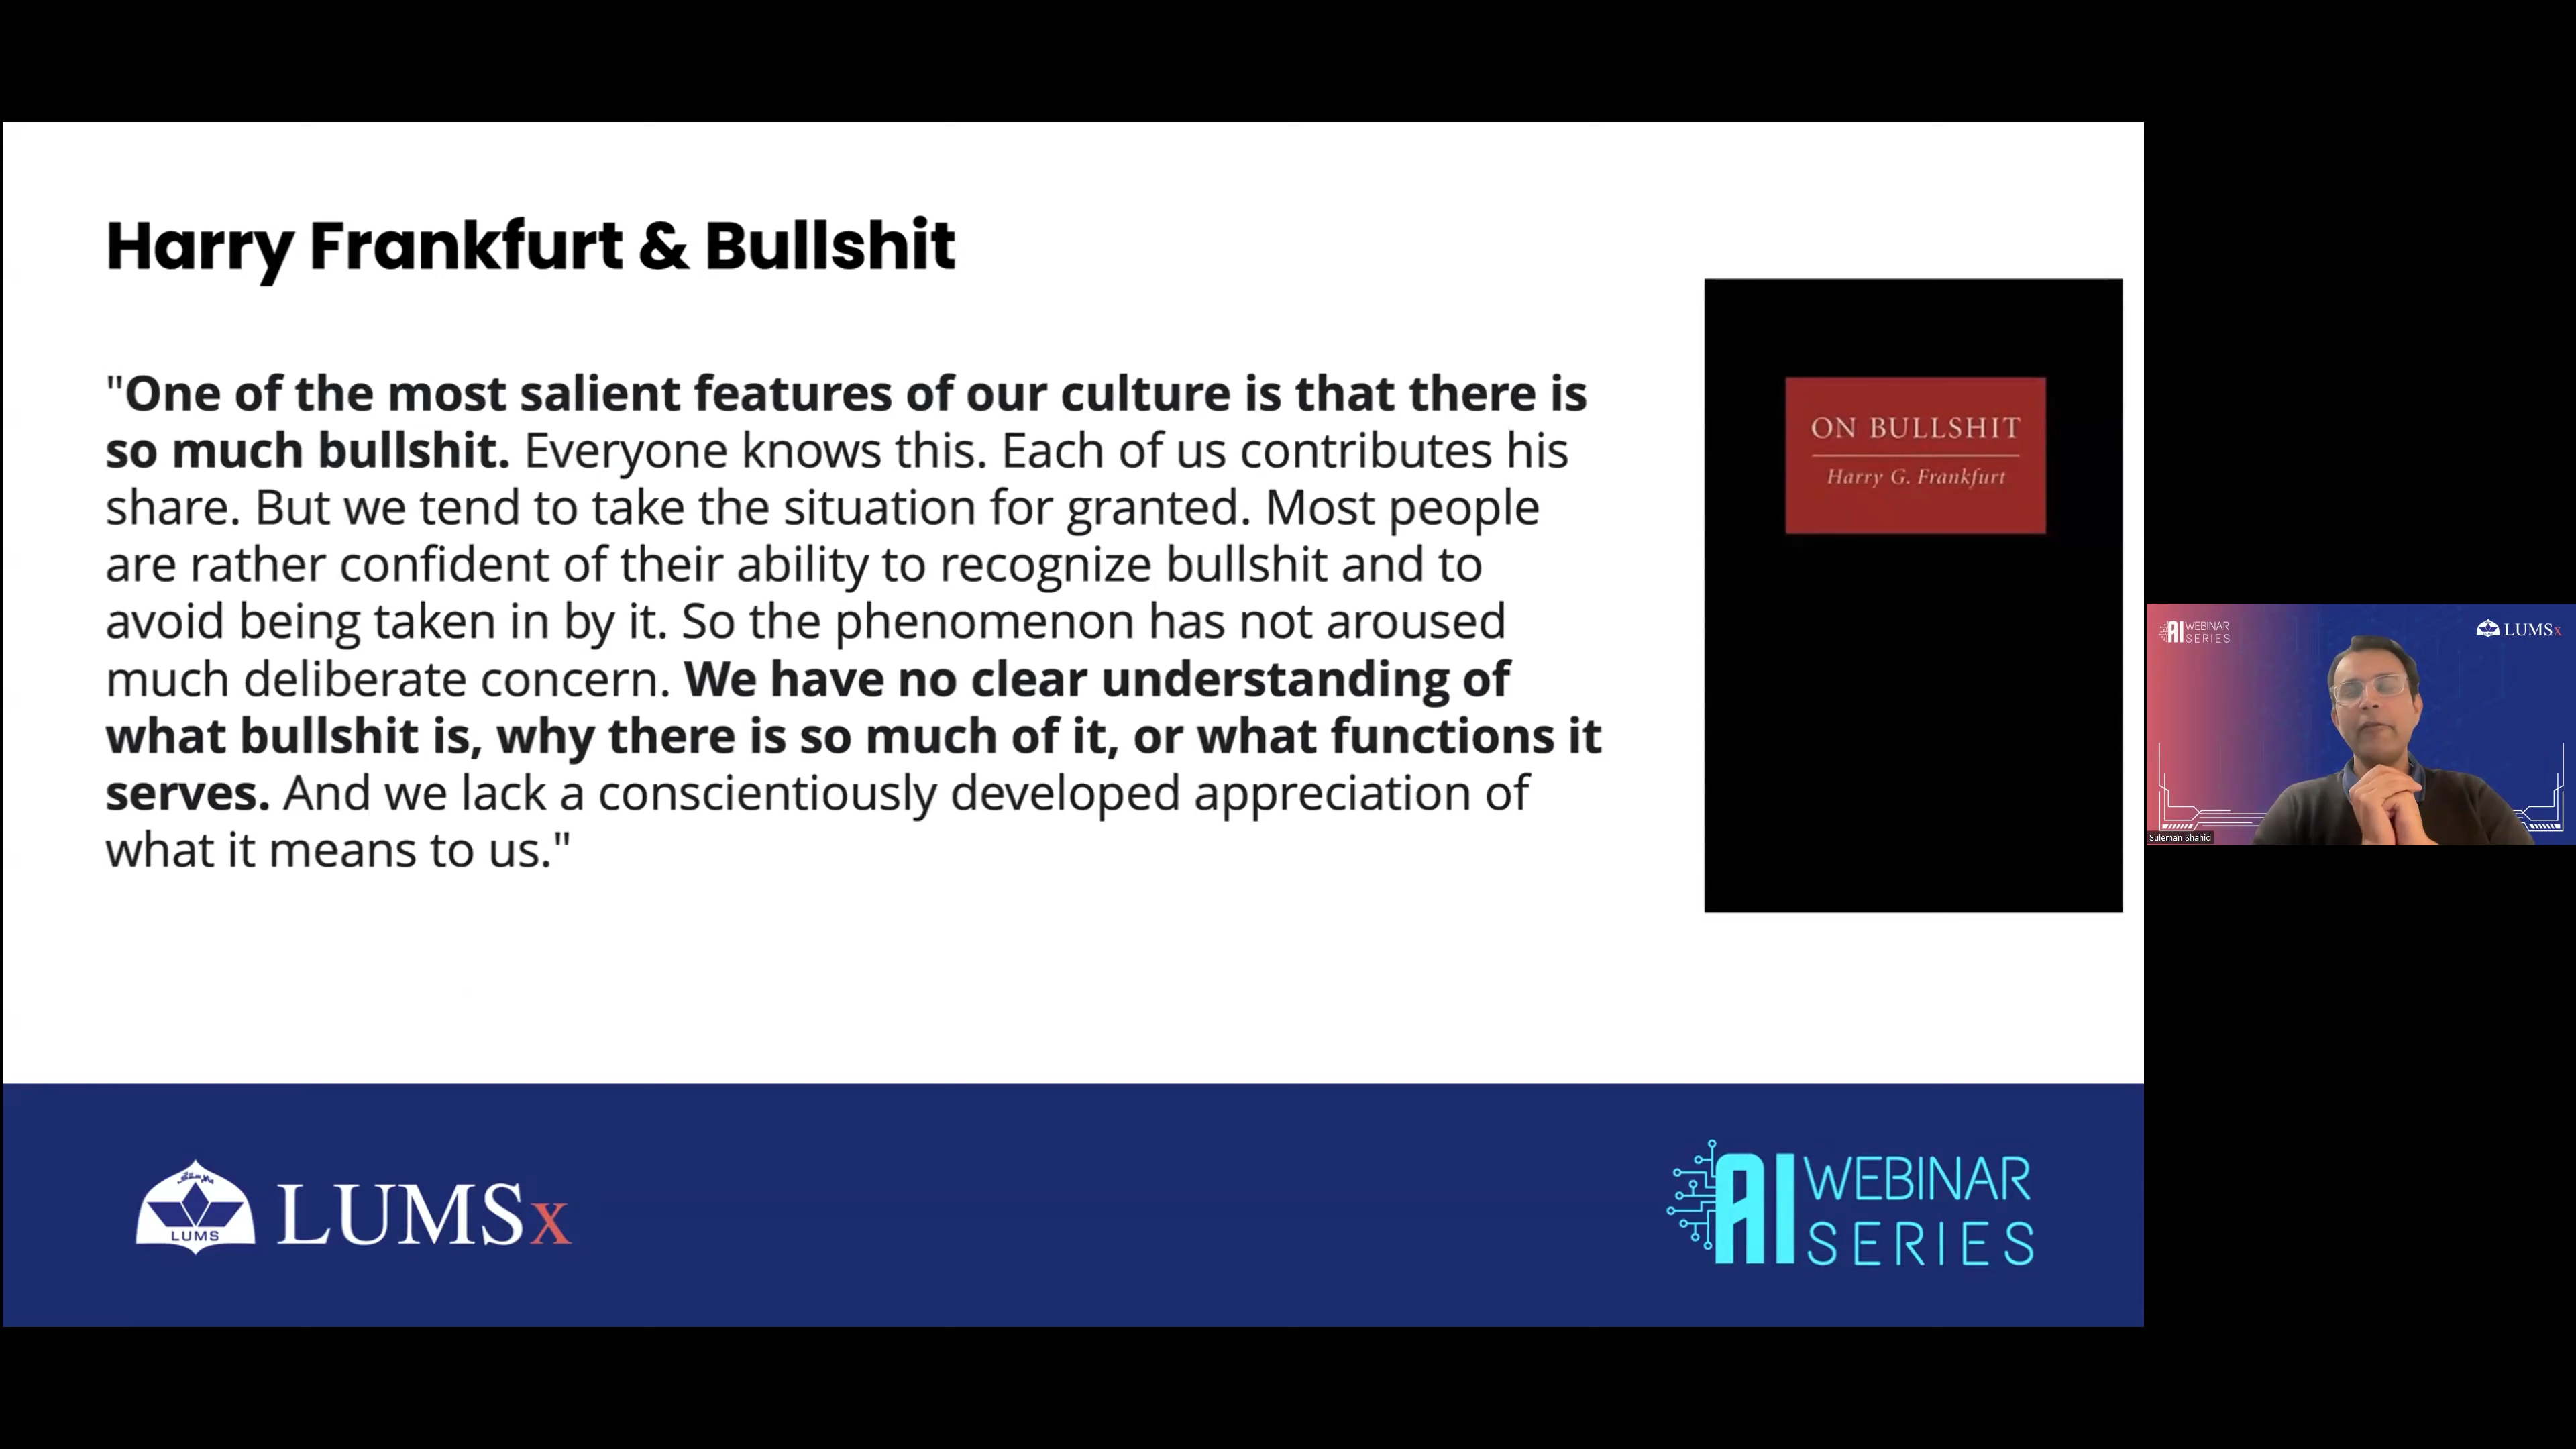 Harry Frankfurt & Bullshit
"One of the most salient features of our culture is that there is
so much bullshit. Everyone knows this. Each of us contributes his
share. But we tend to take the situation for granted. Most people
are rather confident of their ability to recognize bullshit and to
avoid being taken in by it. So the phenomenon has not aroused
much deliberate concern. We have no clear understanding of
what bullshit is, why there is so much of it, or what functions it
serves. And we lack a conscientiously developed appreciation of
what it means to us."
ON BULLSHIT
Harry G. Frankfurt
AI WEBINAR
SERIES
LUMSx
Suleman Shahid
LUMS
LUMSx
AI WEBINAR
SERIES